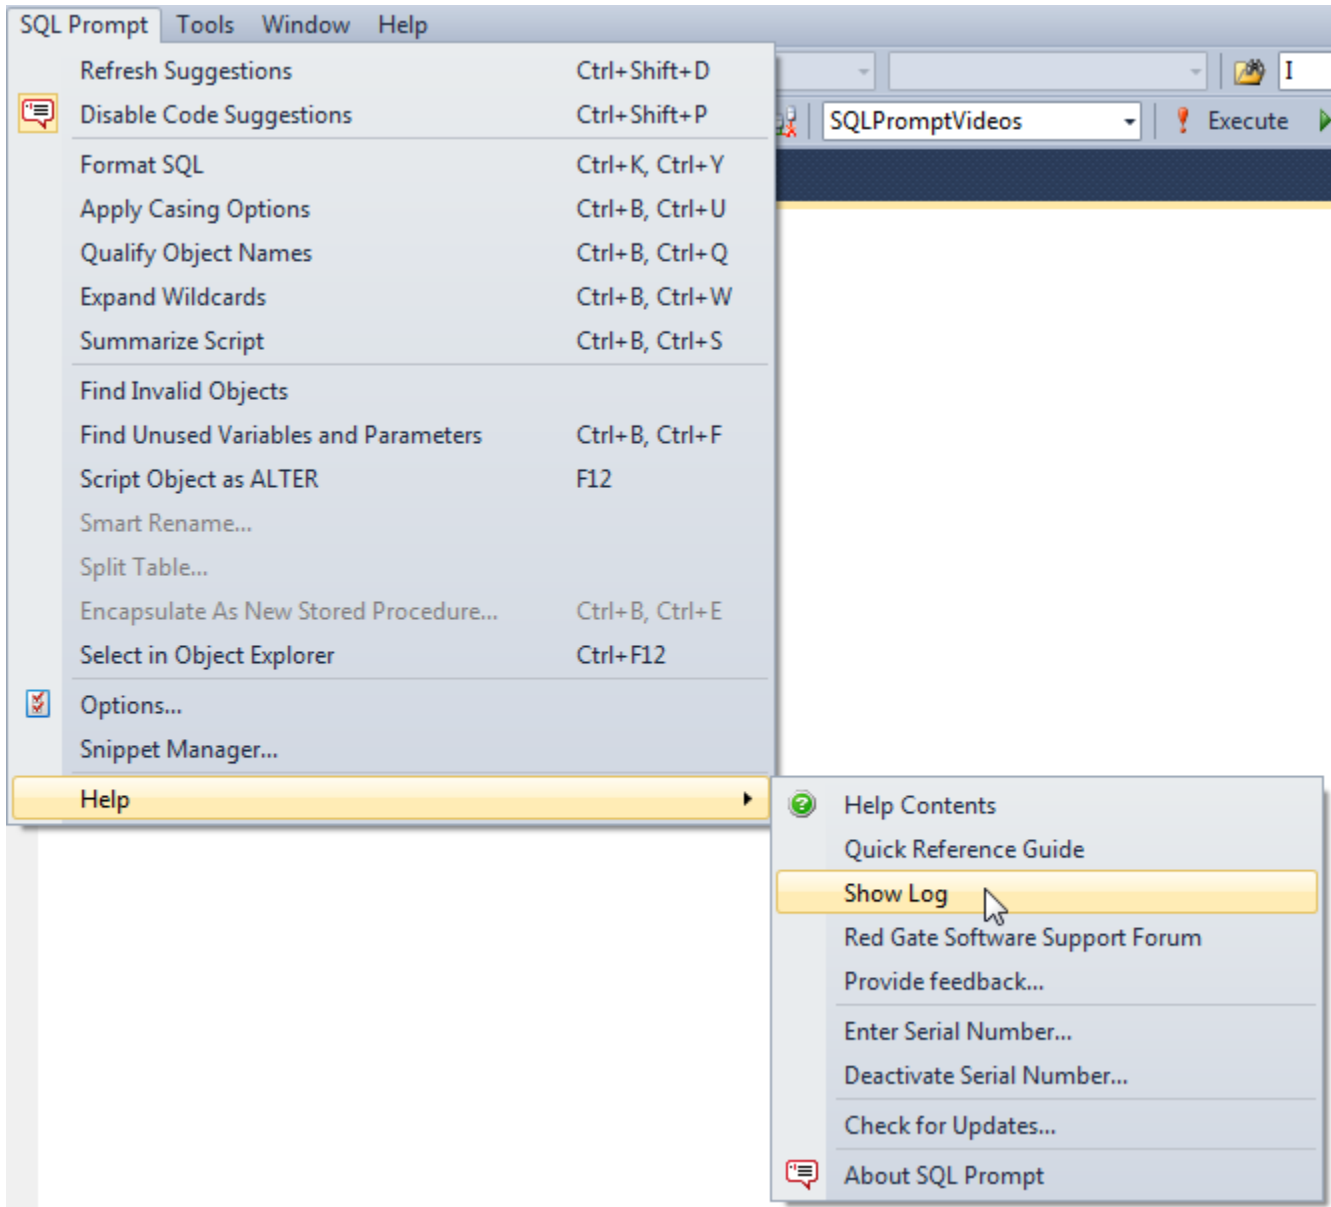 SQL Prompt Tools Window Help
Refresh Suggestions Ctrl+Shift+D
I
Disable Code Suggestions Ctrl+Shift+P
SQLPromptVideos Execute
Format SQL Ctrl+K, Ctrl+Y
Apply Casing Options Ctrl+B, Ctrl+U
Qualify Object Names Ctrl+B, Ctrl+Q
Expand Wildcards Ctrl+B, Ctrl+W
Summarize Script Ctrl+B, Ctrl+S
Find Invalid Objects
Find Unused Variables and Parameters Ctrl+B, Ctrl+F
Script Object as ALTER F12
Smart Rename...
Split Table...
Encapsulate As New Stored Procedure... Ctrl+B, Ctrl+E
Select in Object Explorer Ctrl+F12
Options...
Snippet Manager...
Help
Help Contents
Quick Reference Guide
Show Log
Red Gate Software Support Forum
Provide feedback...
Enter Serial Number...
Deactivate Serial Number...
Check for Updates...
About SQL Prompt